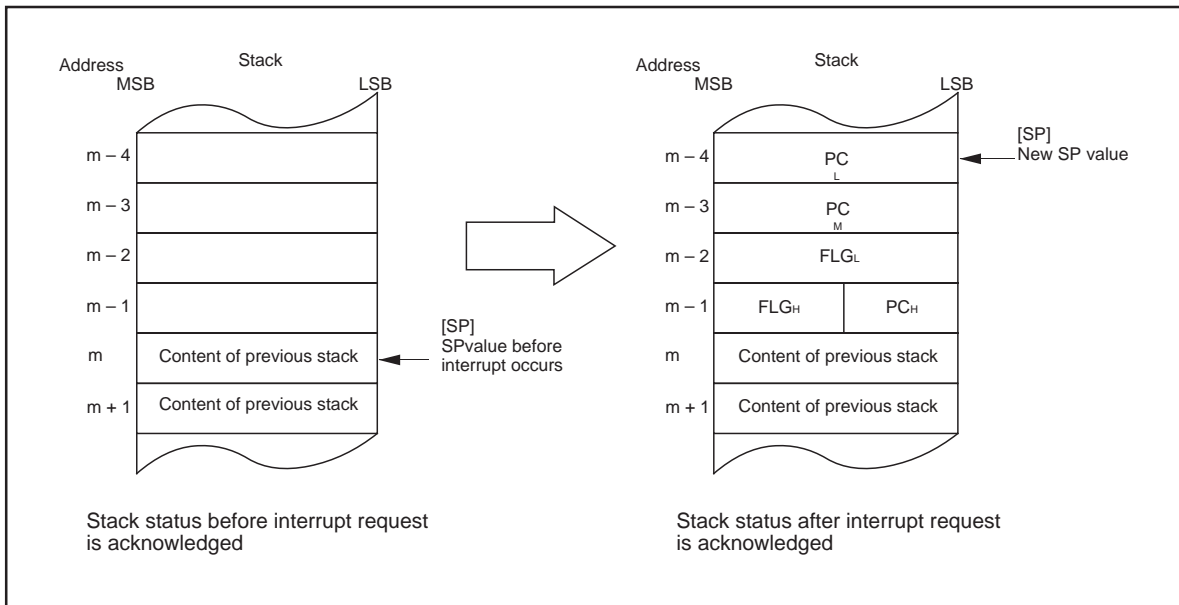 Stack
Address
MSB
LSB
m – 4
m – 3
m – 2
m – 1
m
Content of previous stack
m + 1
Content of previous stack
[SP]
SPvalue before
interrupt occurs
Stack status before interrupt request
is acknowledged
Stack
Address
MSB
LSB
m – 4
PC
L
[SP]
New SP value
m – 3
PC
M
m – 2
FLGL
m – 1
FLGH
PCH
m
Content of previous stack
m + 1
Content of previous stack
Stack status after interrupt request
is acknowledged